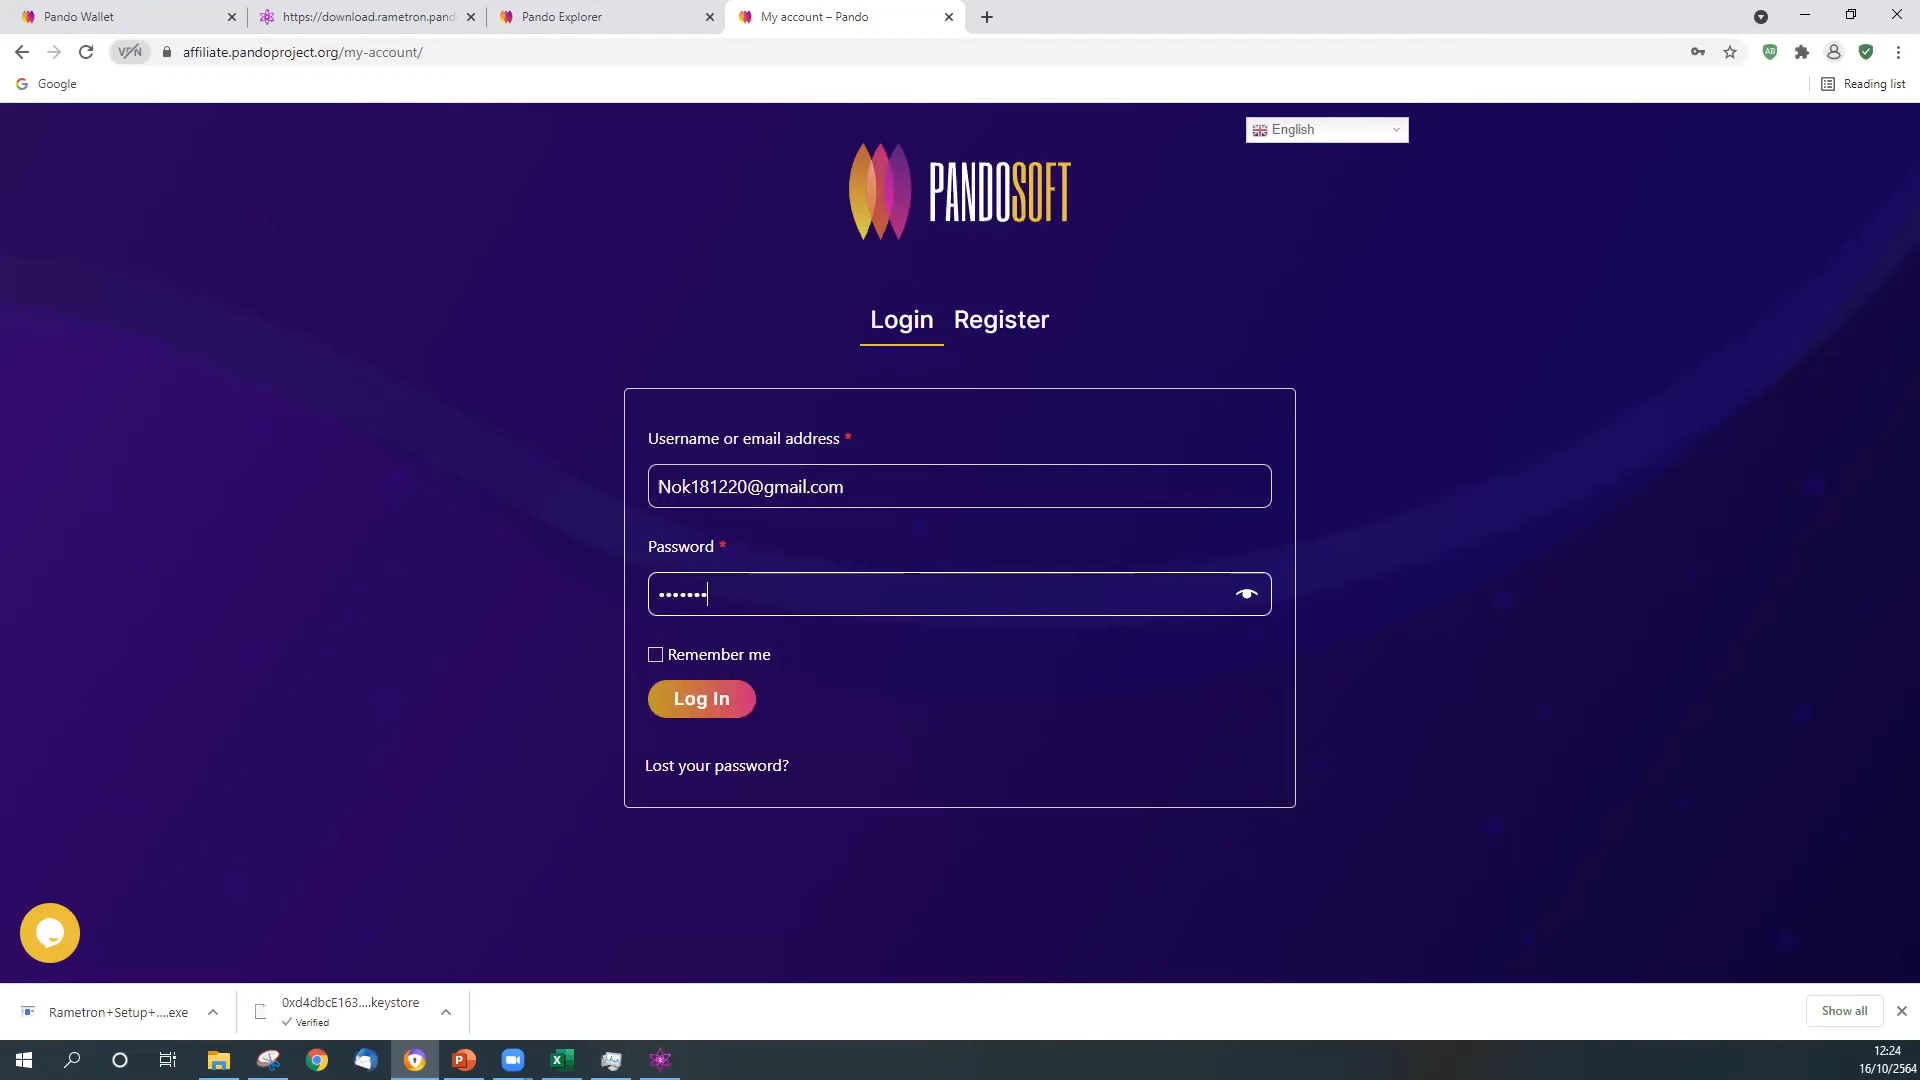 Pando Wallet
https://download.rametron.pand
Pando Explorer
My account – Pando
VPN
affiliate.pandoproject.org/my-account/
Google
Reading list
English
PANDOSOFT
Login Register
Username or email address *
Nok181220@gmail.com
Password *
•••••••
Remember me
Log In
Lost your password?
Rametron+Setup+....exe
0xd4dbcE163....keystore
Verified
Show all
12:24
16/10/2564